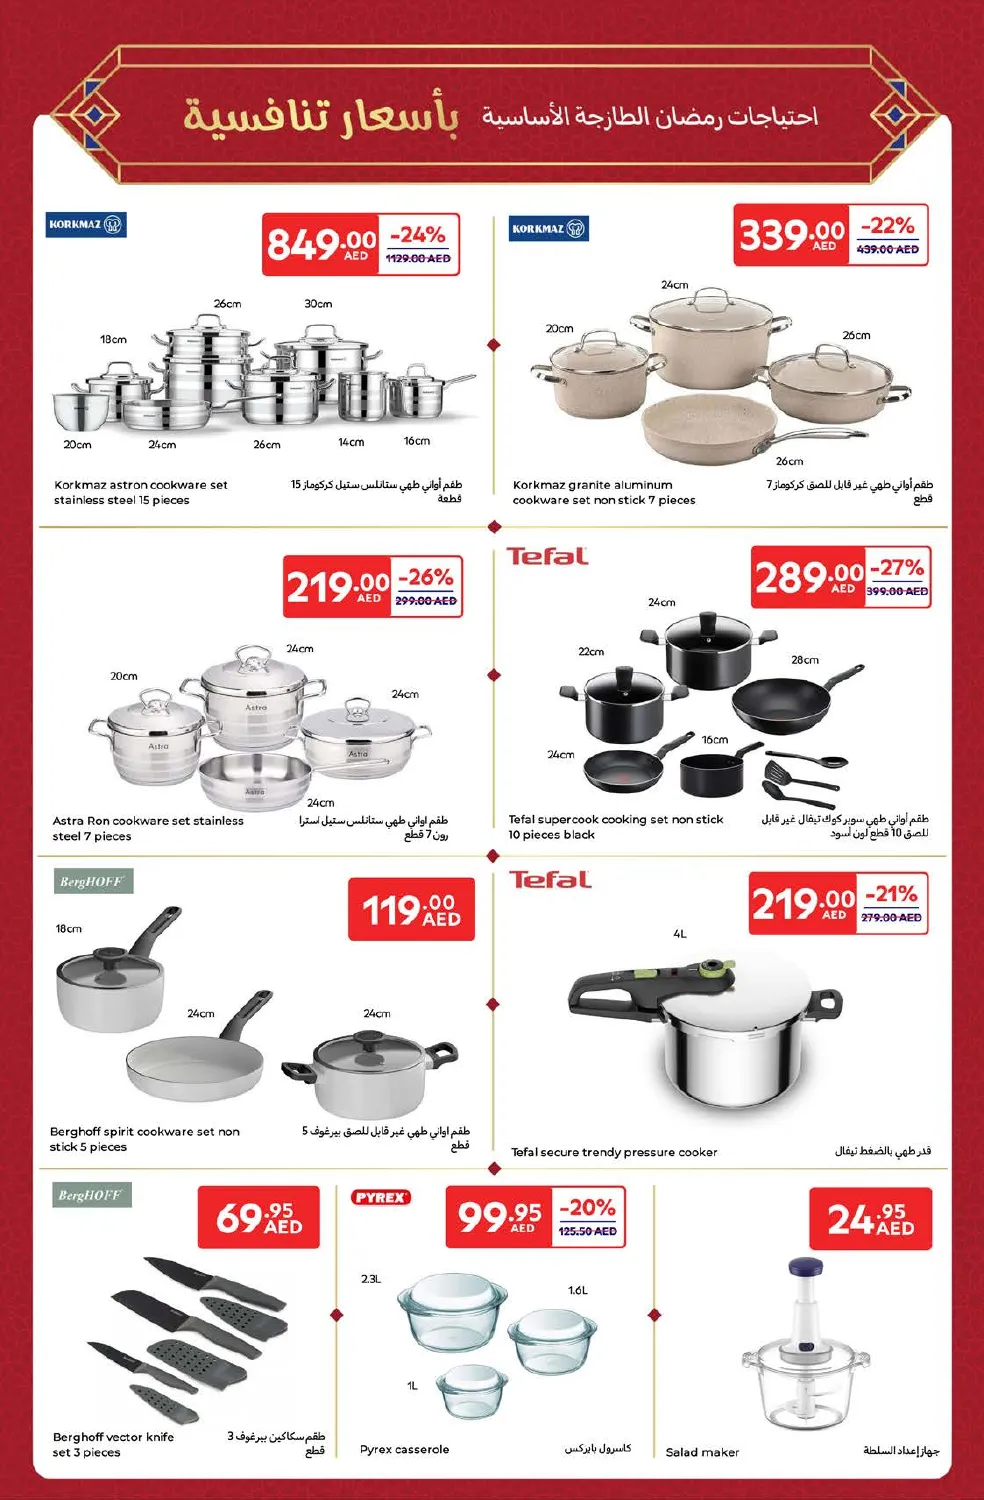 احتياجات رمضان الطازجة الأساسية بأسعار تنافسية
KORKMAZ
849.00 AED
-24%
1129.00 AED
26cm
30cm
18cm
20cm
24cm
26cm
14cm
16cm
Korkmaz astron cookware set
stainless steel 15 pieces
طقم أواني طهي ستانلس ستيل كركوماز 15
قطعة
KORKMAZ
339.00 AED
-22%
439.00 AED
24cm
20cm
26cm
26cm
Korkmaz granite aluminum
cookware set non stick 7 pieces
طقم أواني طهي غير قابل للصق كركوماز 7
قطع
219.00 AED
-26%
299.00 AED
24cm
20cm
24cm
Astra
Astra
Astra
Astra
24cm
Astra Ron cookware set stainless
steel 7 pieces
طقم اواني طهي ستانلس ستيل استرا
رون 7 قطع
Tefal
289.00 AED
-27%
399.00 AED
24cm
22cm
28cm
24cm
16cm
Tefal supercook cooking set non stick
10 pieces black
طقم أواني طهي سوبر كوك تيفال غير قابل
للصق 10 قطع لون أسود
BergHOFF
119.00 AED
18cm
24cm
24cm
Berghoff spirit cookware set non
stick 5 pieces
طقم اواني طهي غير قابل للصق بيرغوف 5
قطع
Tefal
219.00 AED
-21%
279.00 AED
4L
Tefal secure trendy pressure cooker
قدر طهي بالضغط تيفال
BergHOFF
69.95 AED
Berghoff vector knife
set 3 pieces
طقم سكاكين بيرغوف 3
قطع
PYREX
99.95 AED
-20%
125.50 AED
2.3L
1.6L
1L
Pyrex casserole
كاسرول بايركس
24.95 AED
Salad maker
جهاز إعداد السلطة